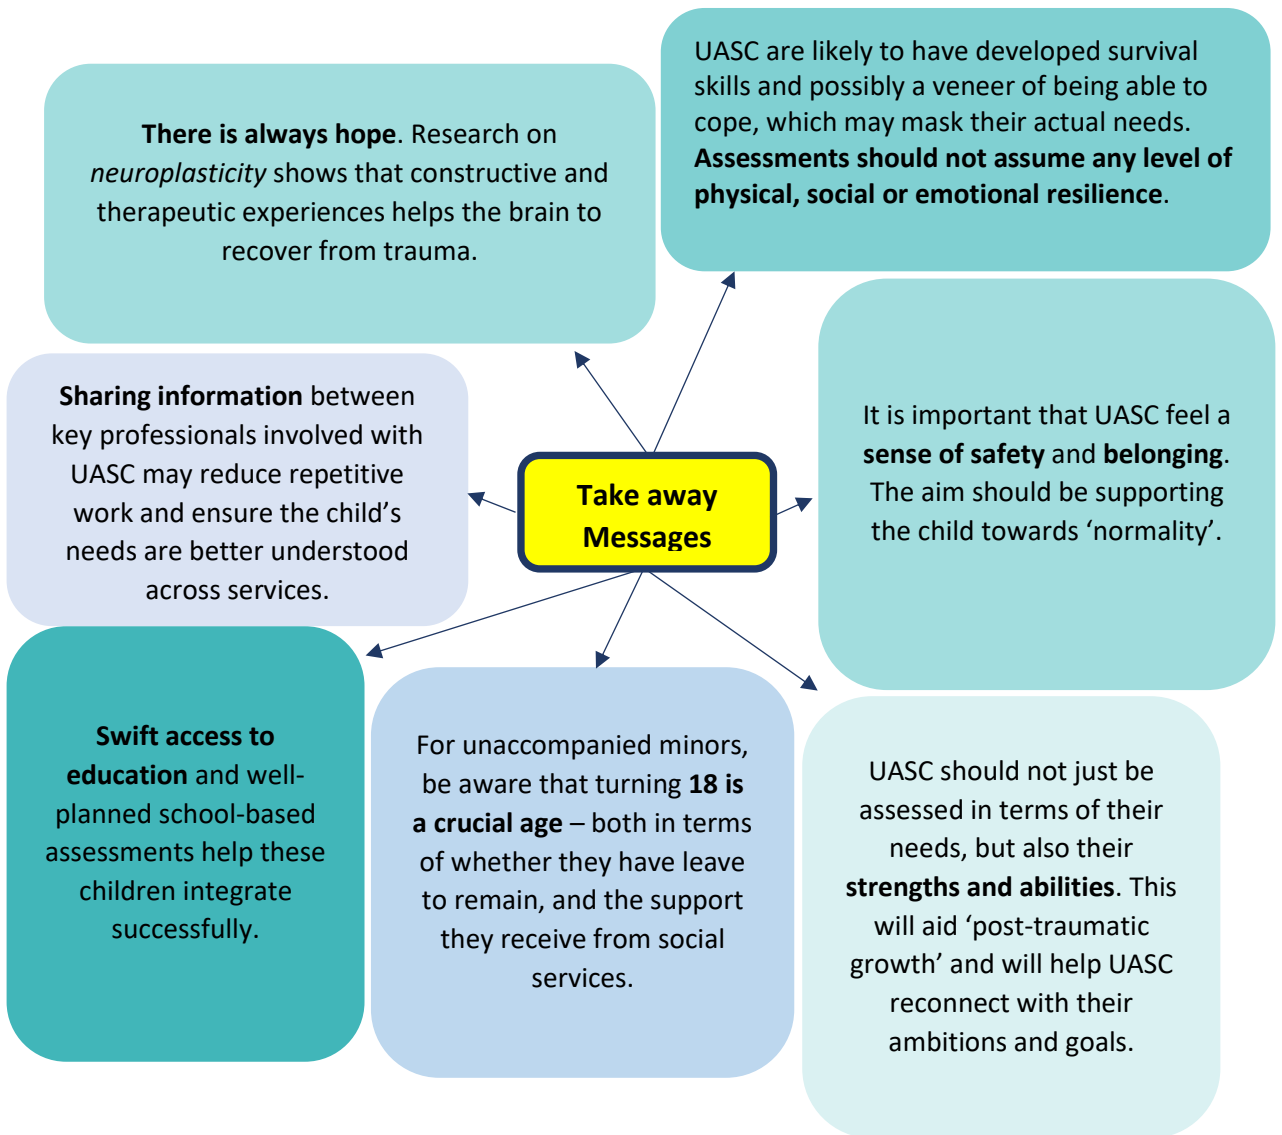 UASC are likely to have developed survival
skills and possibly a veneer of being able to
cope, which may mask their actual needs.
Assessments should not assume any level of
physical, social or emotional resilience.
There is always hope. Research on
neuroplasticity shows that constructive and
therapeutic experiences helps the brain to
recover from trauma.
Sharing information between
key professionals involved with
UASC may reduce repetitive
work and ensure the child’s
needs are better understood
across services.
Take away
Messages
It is important that UASC feel a
sense of safety and belonging.
The aim should be supporting
the child towards ‘normality’.
Swift access to
education and well-
planned school-based
assessments help these
children integrate
successfully.
For unaccompanied minors,
be aware that turning 18 is
a crucial age – both in terms
of whether they have leave
to remain, and the support
they receive from social
services.
UASC should not just be
assessed in terms of their
needs, but also their
strengths and abilities. This
will aid ‘post-traumatic
growth’ and will help UASC
reconnect with their
ambitions and goals.